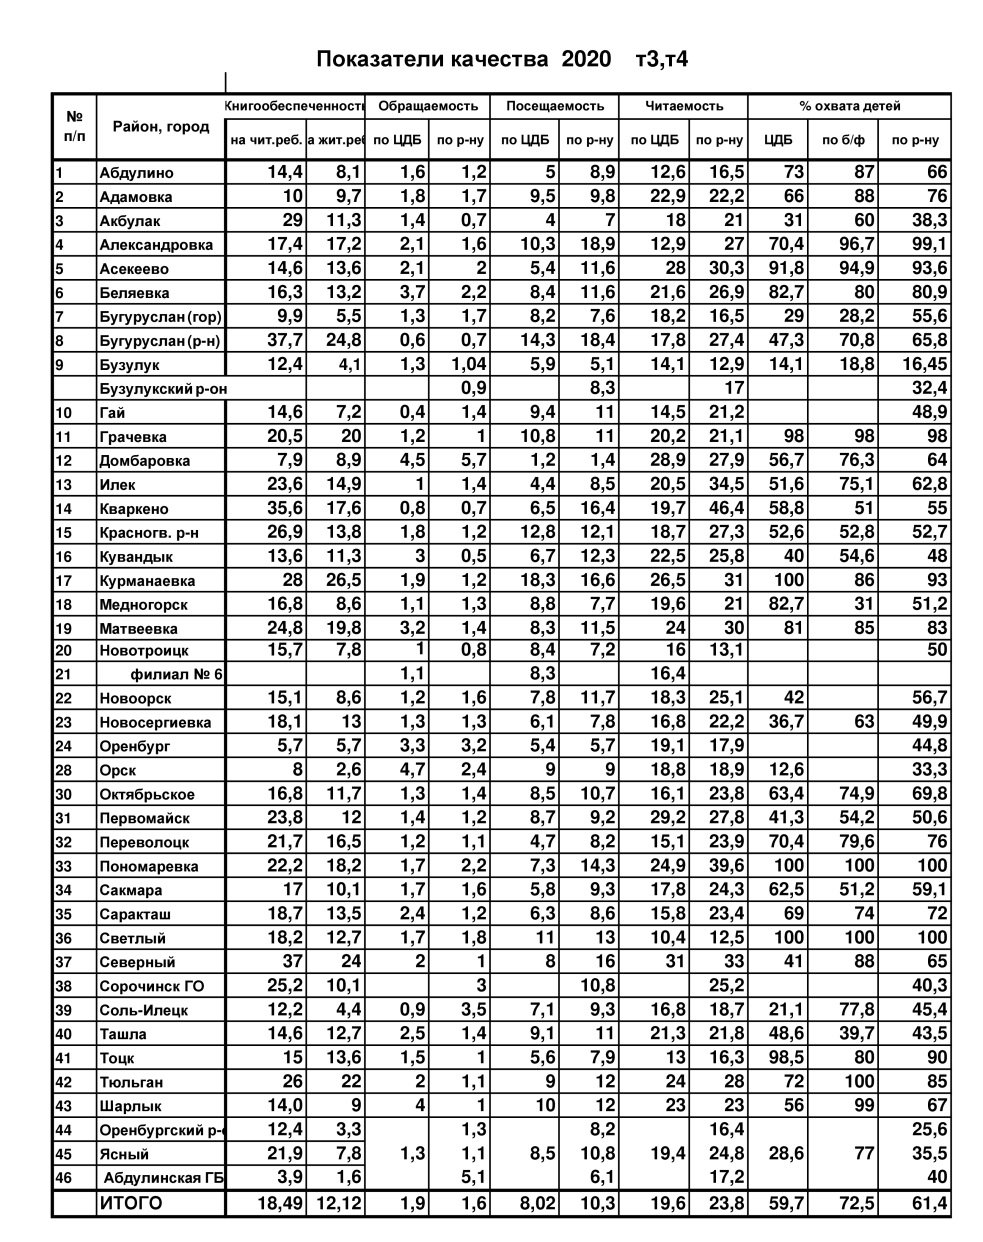 Показатели качества 2020 т3,т4
№ п/п Район, город Книгообеспеченность Обращаемость Посещаемость Читаемость % охвата детей
на чит.реб. а жит.реб по ЦДБ по р-ну по ЦДБ по р-ну по ЦДБ по р-ну ЦДБ по б/ф по р-ну
1 Абдулино 14,4 8,1 1,6 1,2 5 8,9 12,6 16,5 73 87 66
2 Адамовка 10 9,7 1,8 1,7 9,5 9,8 22,9 22,2 66 88 76
3 Акбулак 29 11,3 1,4 0,7 4 7 18 21 31 60 38,3
4 Александровка 17,4 17,2 2,1 1,6 10,3 18,9 12,9 27 70,4 96,7 99,1
5 Асекеево 14,6 13,6 2,1 2 5,4 11,6 28 30,3 91,8 94,9 93,6
6 Беляевка 16,3 13,2 3,7 2,2 8,4 11,6 21,6 26,9 82,7 80 80,9
7 Бугуруслан (гор) 9,9 5,5 1,3 1,7 8,2 7,6 18,2 16,5 29 28,2 55,6
8 Бугуруслан (р-н) 37,7 24,8 0,6 0,7 14,3 18,4 17,8 27,4 47,3 70,8 65,8
9 Бузулук 12,4 4,1 1,3 1,04 5,9 5,1 14,1 12,9 14,1 18,8 16,45
Бузулукский р-он 0,9 8,3 17 32,4
10 Гай 14,6 7,2 0,4 1,4 9,4 11 14,5 21,2 48,9
11 Грачевка 20,5 20 1,2 1 10,8 11 20,2 21,1 98 98 98
12 Домбаровка 7,9 8,9 4,5 5,7 1,2 1,4 28,9 27,9 56,7 76,3 64
13 Илек 23,6 14,9 1 1,4 4,4 8,5 20,5 34,5 51,6 75,1 62,8
14 Кваркено 35,6 17,6 0,8 0,7 6,5 16,4 19,7 46,4 58,8 51 55
15 Красногв. р-н 26,9 13,8 1,8 1,2 12,8 12,1 18,7 27,3 52,6 52,8 52,7
16 Кувандык 13,6 11,3 3 0,5 6,7 12,3 22,5 25,8 40 54,6 48
17 Курманаевка 28 26,5 1,9 1,2 18,3 16,6 26,5 31 100 86 93
18 Медногорск 16,8 8,6 1,1 1,3 8,8 7,7 19,6 21 82,7 31 51,2
19 Матвеевка 24,8 19,8 3,2 1,4 8,3 11,5 24 30 81 85 83
20 Новотроицк 15,7 7,8 1 0,8 8,4 7,2 16 13,1 50
21 филиал № 6 1,1 8,3 16,4
22 Новоорск 15,1 8,6 1,2 1,6 7,8 11,7 18,3 25,1 42 56,7
23 Новосергиевка 18,1 13 1,3 1,3 6,1 7,8 16,8 22,2 36,7 63 49,9
24 Оренбург 5,7 5,7 3,3 3,2 5,4 5,7 19,1 17,9 44,8
28 Орск 8 2,6 4,7 2,4 9 9 18,8 18,9 12,6 33,3
30 Октябрьское 16,8 11,7 1,3 1,4 8,5 10,7 16,1 23,8 63,4 74,9 69,8
31 Первомайск 23,8 12 1,4 1,2 8,7 9,2 29,2 27,8 41,3 54,2 50,6
32 Переволоцк 21,7 16,5 1,2 1,1 4,7 8,2 15,1 23,9 70,4 79,6 76
33 Пономаревка 22,2 18,2 1,7 2,2 7,3 14,3 24,9 39,6 100 100 100
34 Сакмара 17 10,1 1,7 1,6 5,8 9,3 17,8 24,3 62,5 51,2 59,1
35 Саракташ 18,7 13,5 2,4 1,2 6,3 8,6 15,8 23,4 69 74 72
36 Светлый 18,2 12,7 1,7 1,8 11 13 10,4 12,5 100 100 100
37 Северный 37 24 2 1 8 16 31 33 41 88 65
38 Сорочинск ГО 25,2 10,1 3 10,8 25,2 40,3
39 Соль-Илецк 12,2 4,4 0,9 3,5 7,1 9,3 16,8 18,7 21,1 77,8 45,4
40 Ташла 14,6 12,7 2,5 1,4 9,1 11 21,3 21,8 48,6 39,7 43,5
41 Тоцк 15 13,6 1,5 1 5,6 7,9 13 16,3 98,5 80 90
42 Тюльган 26 22 2 1,1 9 12 24 28 72 100 85
43 Шарлык 14,0 9 4 1 10 12 23 23 56 99 67
44 Оренбургский р- 12,4 3,3 1,3 8,2 16,4 25,6
45 Ясный 21,9 7,8 1,3 1,1 8,5 10,8 19,4 24,8 28,6 77 35,5
46 Абдулинская ГБ 3,9 1,6 5,1 6,1 17,2 40
ИТОГО 18,49 12,12 1,9 1,6 8,02 10,3 19,6 23,8 59,7 72,5 61,4